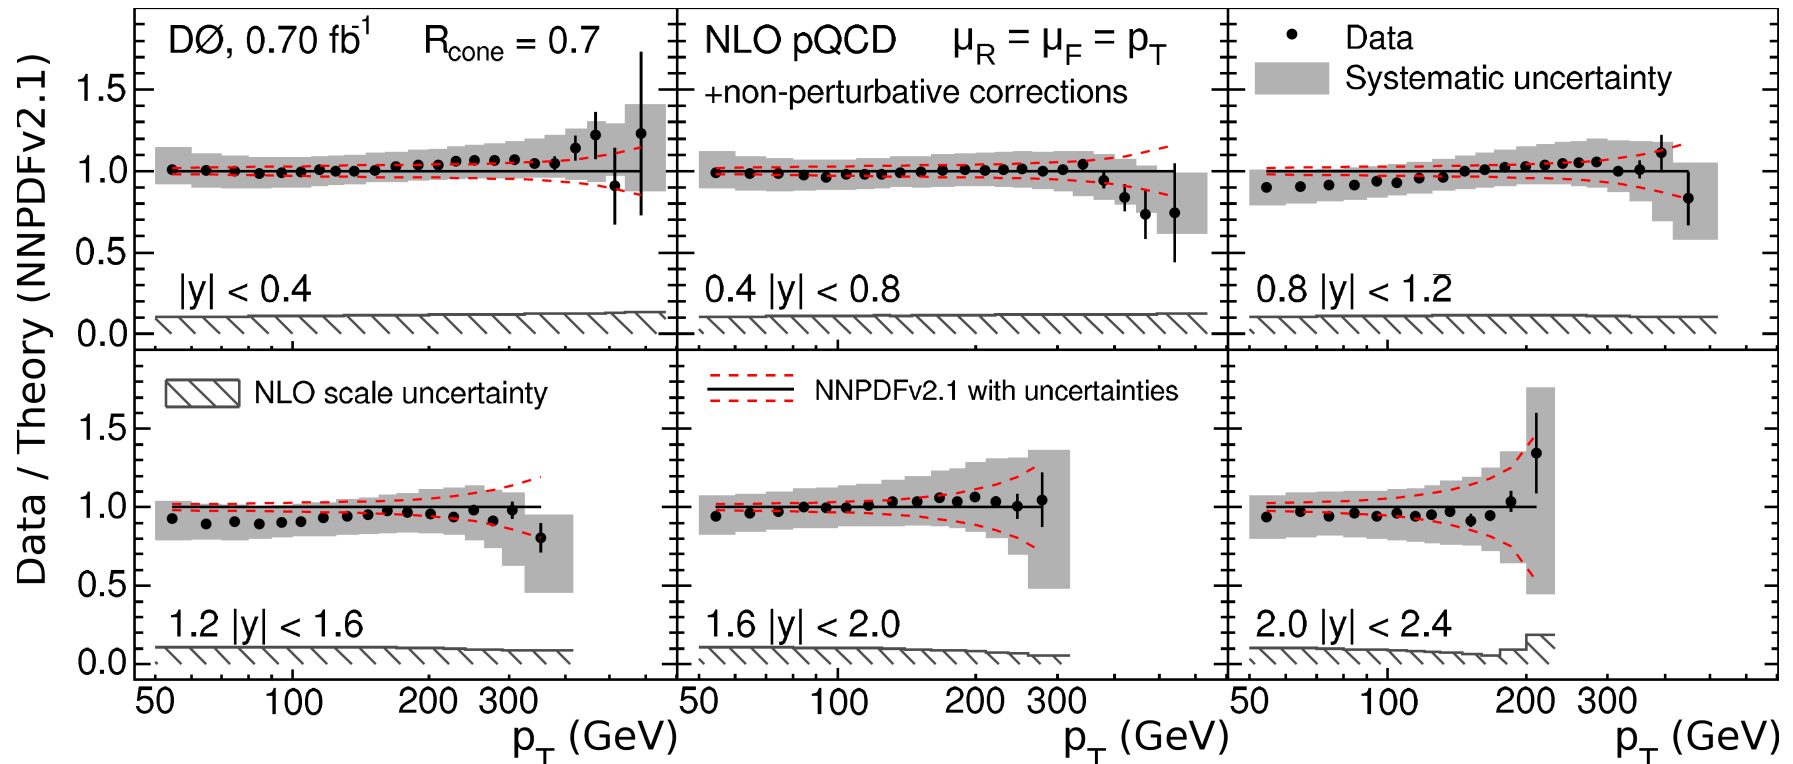 Data / Theory (NNPDFv2.1)
DØ, 0.70 fb-1 Rcone = 0.7
NLO pQCD μR = μF = pT
+non-perturbative corrections
Data
Systematic uncertainty
1.5
1.0
0.5
0.0
|y| < 0.4
0.4 |y| < 0.8
0.8 |y| < 1.2
NLO scale uncertainty
NNPDFv2.1 with uncertainties
1.5
1.0
0.5
0.0
1.2 |y| < 1.6
1.6 |y| < 2.0
2.0 |y| < 2.4
50 100 200 300
50 100 200 300
50 100 200 300
pT (GeV)
pT (GeV)
pT (GeV)